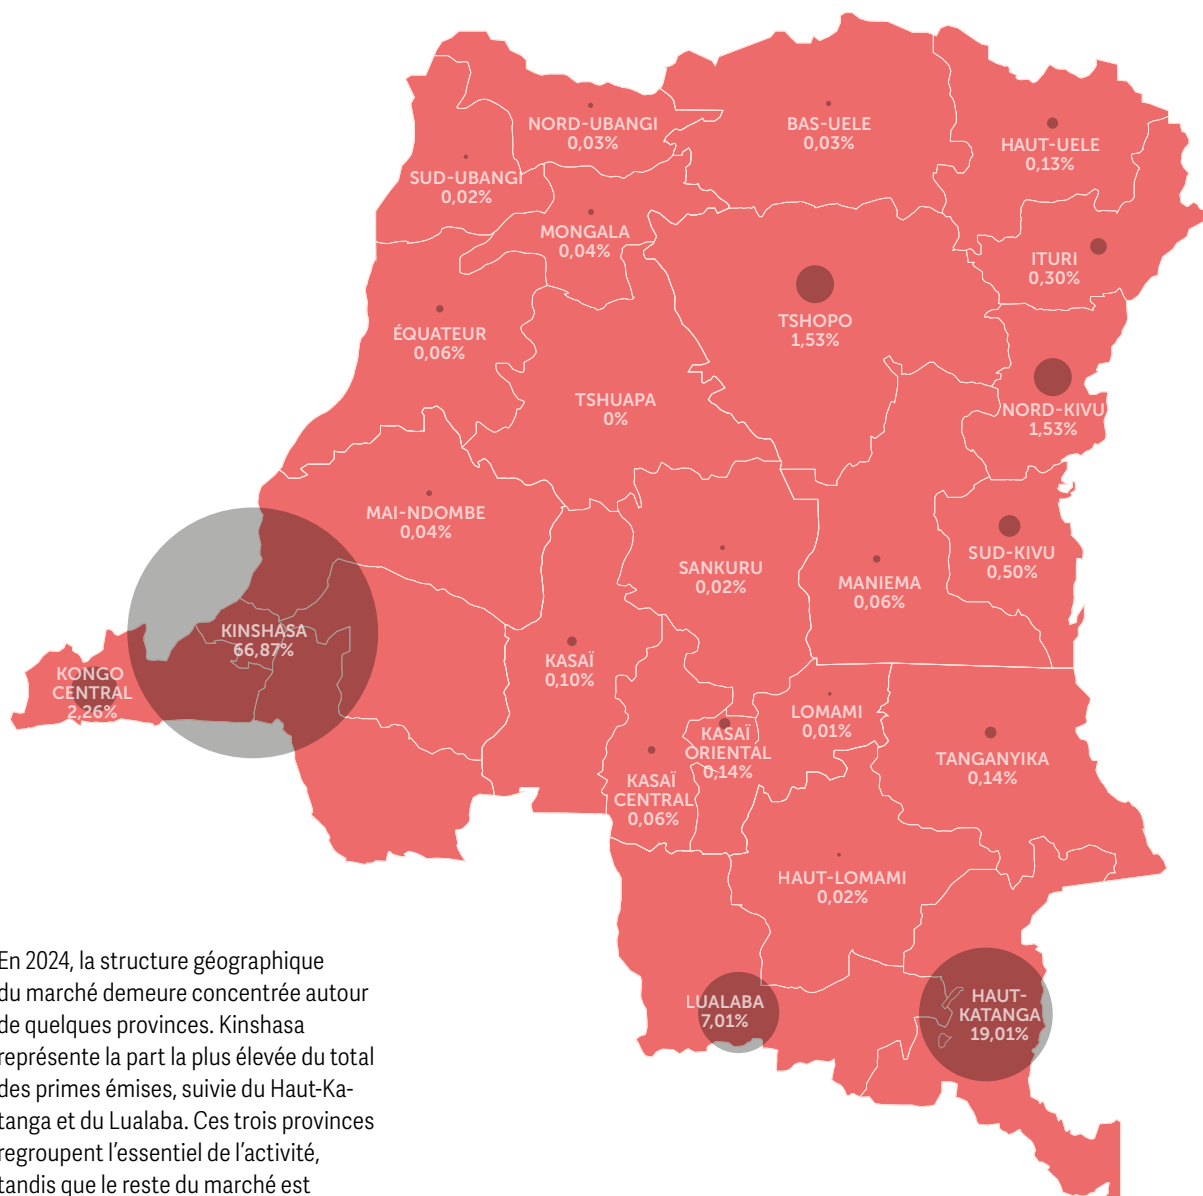 NORD-UBANGI
0,03%
BAS-UELE
0,03%
HAUT-UELE
0,13%
SUD-UBANGI
0,02%
MONGALA
0,04%
ITURI
0,30%
ÉQUATEUR
0,06%
TSHOPO
1,53%
TSHUAPA
0%
NORD-KIVU
1,53%
MAI-NDOMBE
0,04%
SANKURU
0,02%
MANIEMA
0,06%
SUD-KIVU
0,50%
KINSHASA
66,87%
KASAÏ
0,10%
KONGO
CENTRAL
2,26%
LOMAMI
0,01%
KASAÏ
ORIENTAL
0,14%
TANGANYIKA
0,14%
KASAÏ
CENTRAL
0,06%
HAUT-LOMAMI
0,02%
LUALABA
7,01%
HAUT-
KATANGA
19,01%
En 2024, la structure géographique
du marché demeure concentrée autour
de quelques provinces. Kinshasa
représente la part la plus élevée du total
des primes émises, suivie du Haut-Ka-
tanga et du Lualaba. Ces trois provinces
regroupent l’essentiel de l’activité,
tandis que le reste du marché est